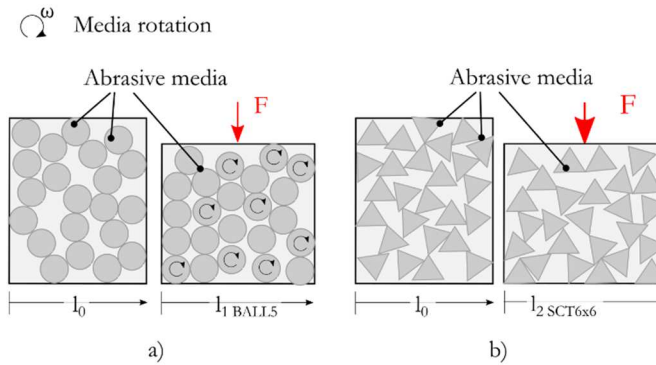 ω
Media rotation
Abrasive media
F
l0
l1 BALL5
a)
Abrasive media
F
l0
l2 SCT6x6
b)